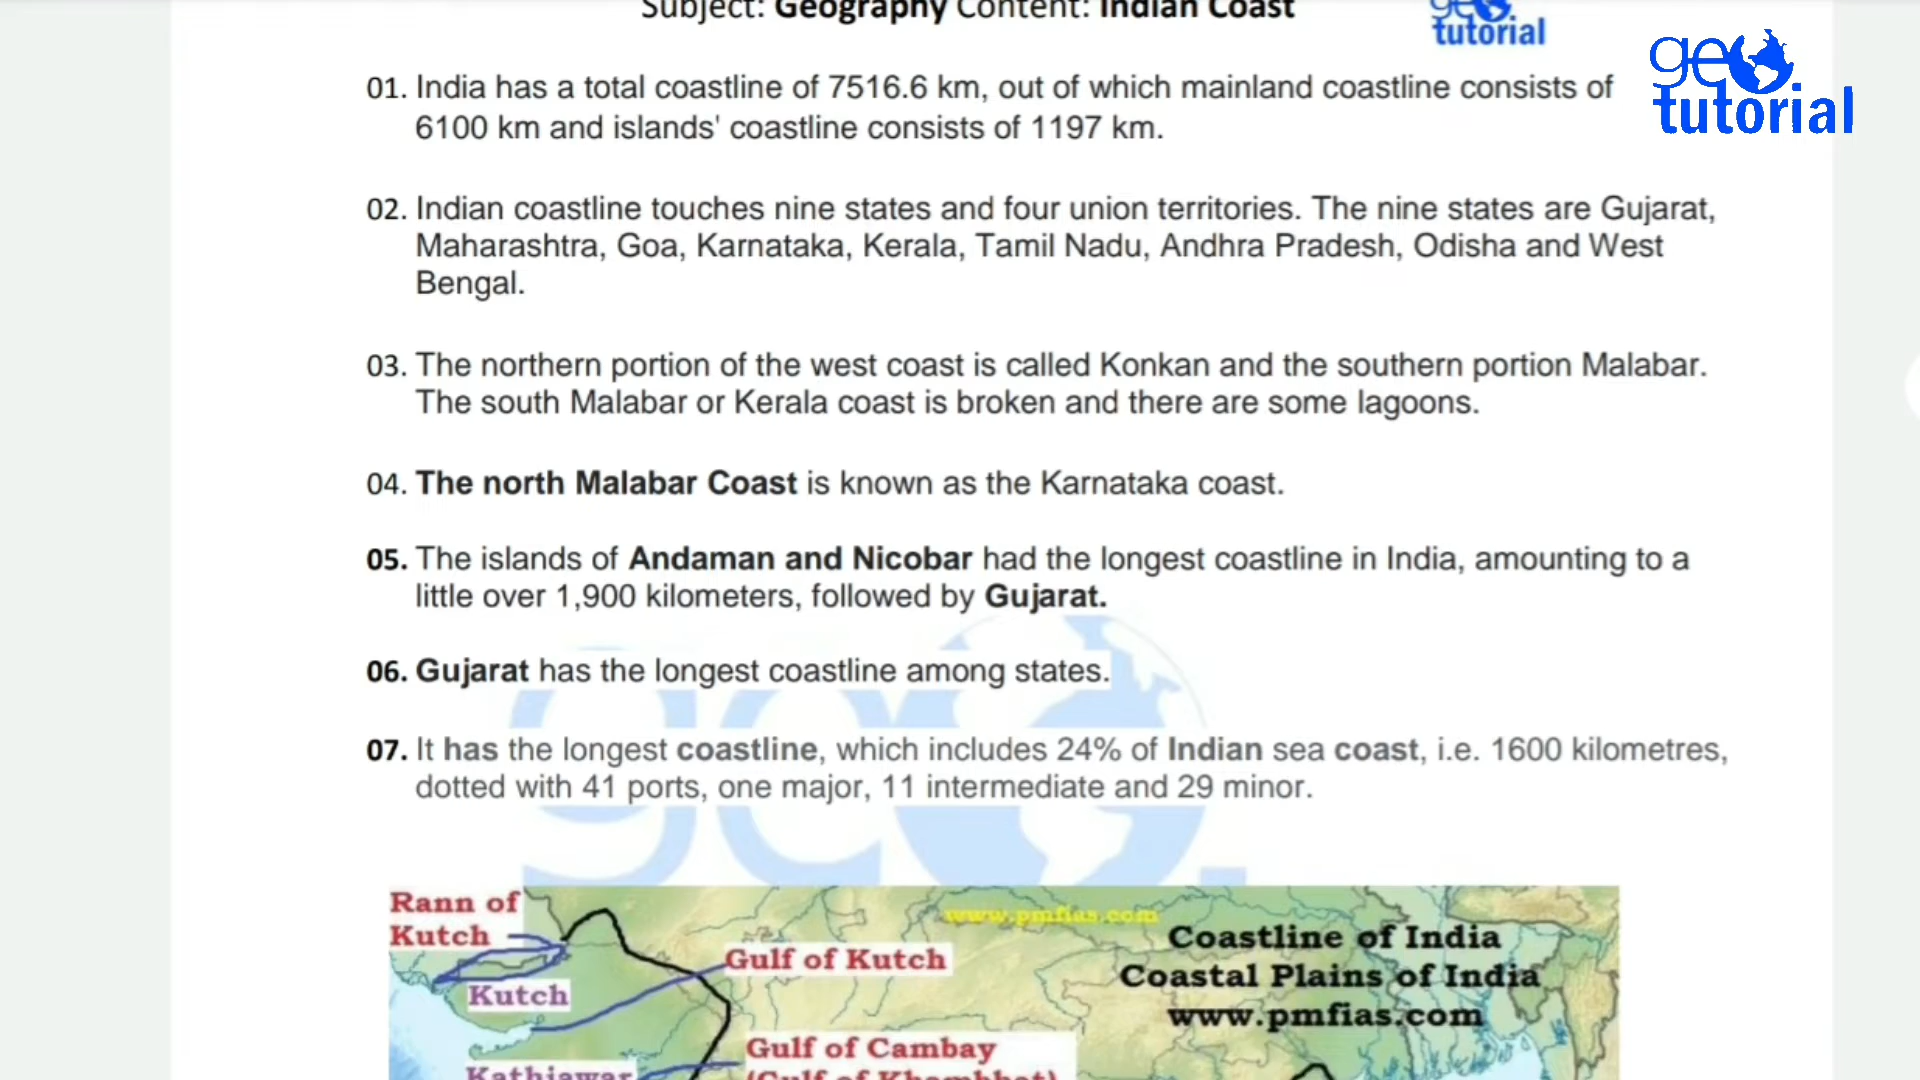 Subject: Geography Content: Indian Coast
geo
tutorial
geo
tutorial
01. India has a total coastline of 7516.6 km, out of which mainland coastline consists of
6100 km and islands' coastline consists of 1197 km.
02. Indian coastline touches nine states and four union territories. The nine states are Gujarat,
Maharashtra, Goa, Karnataka, Kerala, Tamil Nadu, Andhra Pradesh, Odisha and West
Bengal.
03. The northern portion of the west coast is called Konkan and the southern portion Malabar.
The south Malabar or Kerala coast is broken and there are some lagoons.
04. The north Malabar Coast is known as the Karnataka coast.
05. The islands of Andaman and Nicobar had the longest coastline in India, amounting to a
little over 1,900 kilometers, followed by Gujarat.
06. Gujarat has the longest coastline among states.
07. It has the longest coastline, which includes 24% of Indian sea coast, i.e. 1600 kilometres,
dotted with 41 ports, one major, 11 intermediate and 29 minor.
geo
Rann of
Kutch
www.pmfias.com
Coastline of India
Gulf of Kutch
Coastal Plains of India
Kutch
www.pmfias.com
Gulf of Cambay
Kathiawar
(Gulf of Khambhat)